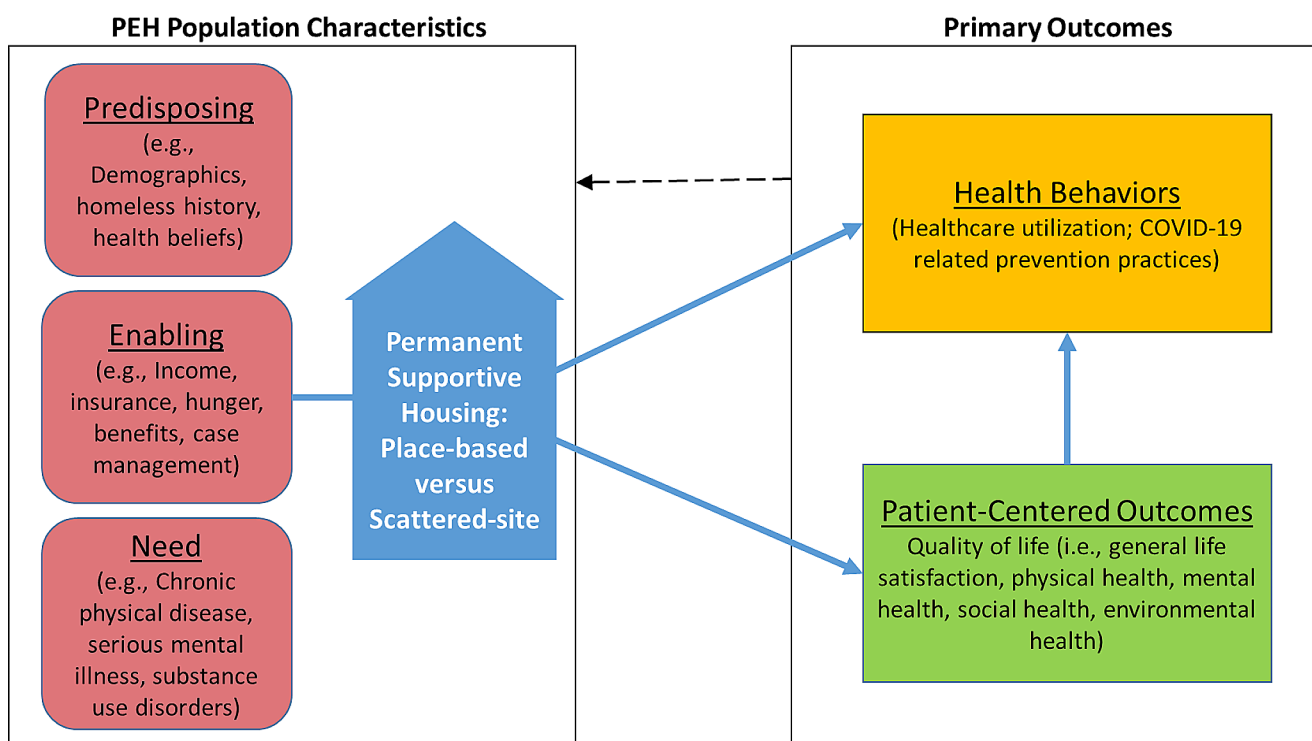 PEH Population Characteristics
Predisposing
(e.g.,
Demographics,
homeless history,
health beliefs)
Enabling
(e.g., Income,
insurance, hunger,
benefits, case
management)
Need
(e.g., Chronic
physical disease,
serious mental
illness, substance
use disorders)
Permanent
Supportive
Housing:
Place-based
versus
Scattered-site
Primary Outcomes
Health Behaviors
(Healthcare utilization; COVID-19
related prevention practices)
Patient-Centered Outcomes
Quality of life (i.e., general life
satisfaction, physical health, mental
health, social health, environmental
health)